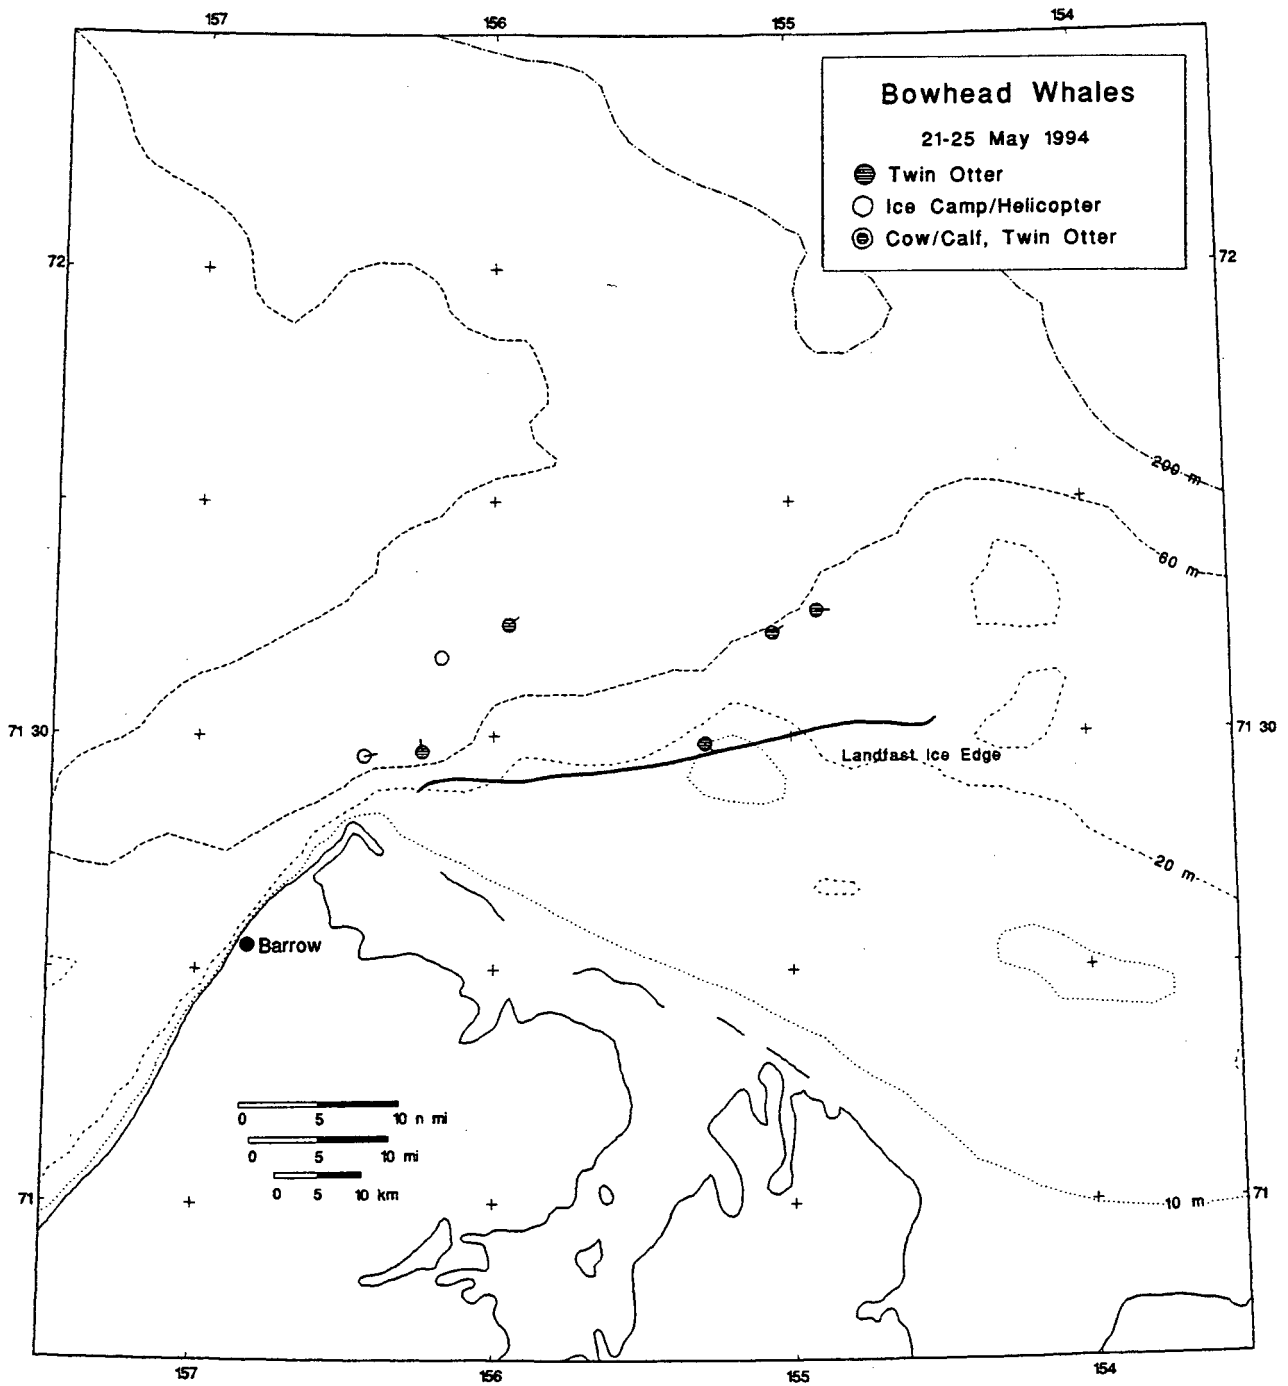 157 156 155 154
Bowhead Whales
21-25 May 1994
Twin Otter
Ice Camp/Helicopter
Cow/Calf, Twin Otter
72 72
200 m
60 m
71 30 71 30
Landfast Ice Edge
20 m
Barrow
0 5 10 n mi
0 5 10 mi
0 5 10 km
71 71
10 m
157 156 155 154